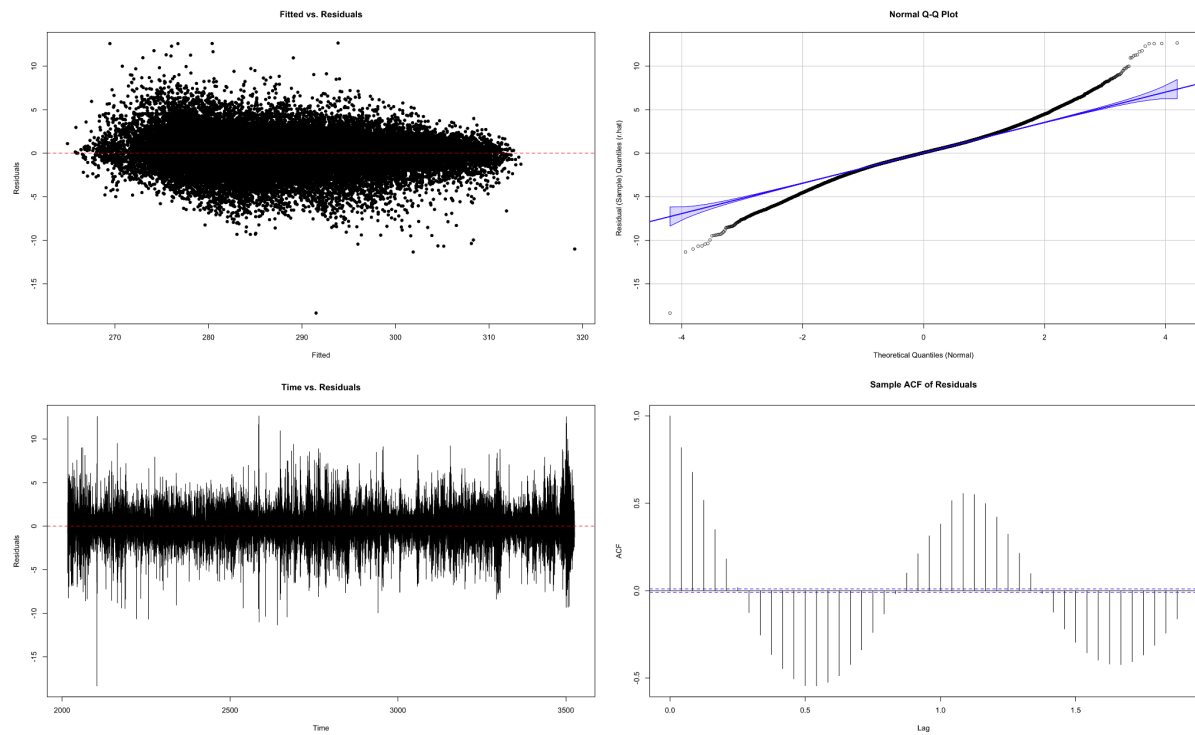 Fitted vs. Residuals
Residuals
10
5
0
-5
-10
-15
270 280 290 300 310 320
Fitted
Normal Q-Q Plot
Residual (Sample) Quantiles (r.hat)
10
5
0
-5
-10
-15
-4 -2 0 2 4
Theoretical Quantiles (Normal)
Time vs. Residuals
Residuals
10
5
0
-5
-10
-15
2000 2500 3000 3500
Time
Sample ACF of Residuals
ACF
1.0
0.5
0.0
-0.5
0.0 0.5 1.0 1.5
Lag